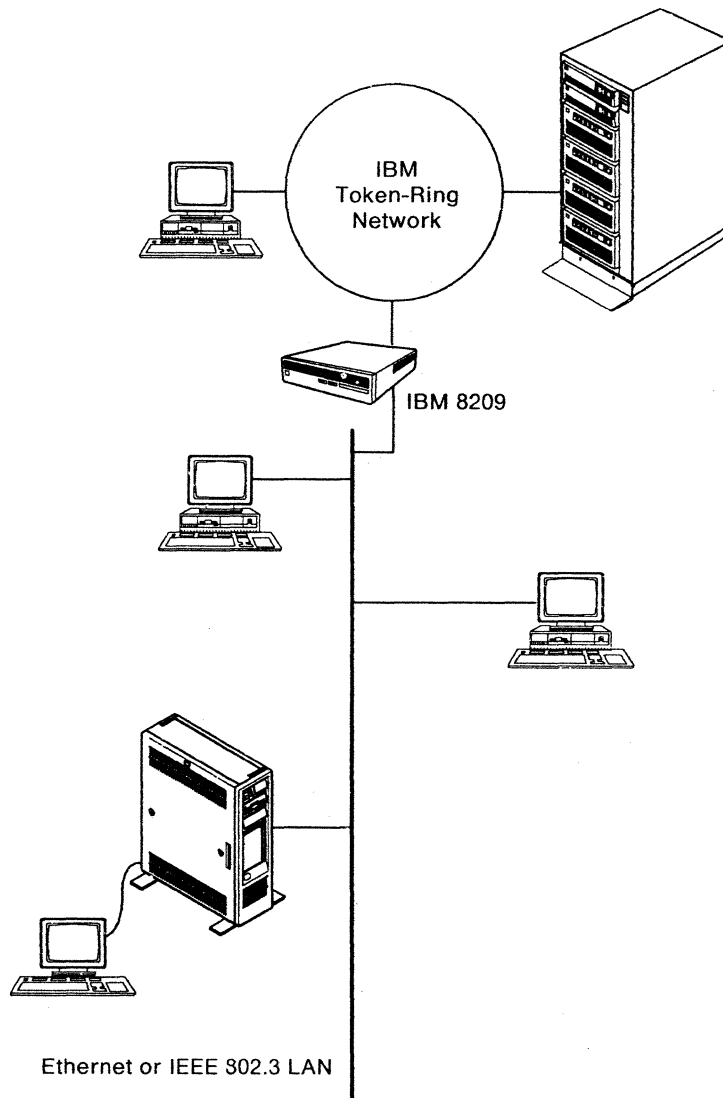 IBM
Token-Ring
Network
IBM 8209
Ethernet or IEEE 802.3 LAN